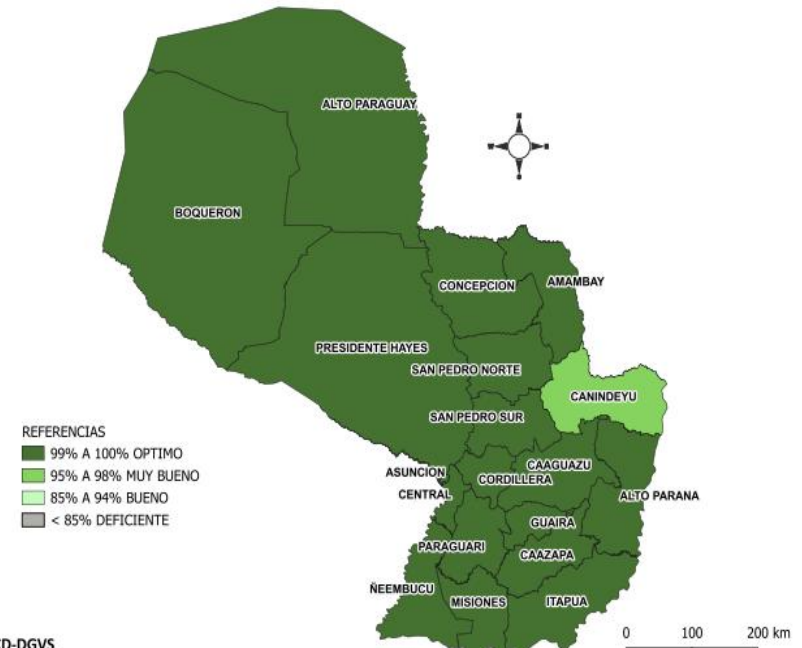 ALTO PARAGUAY
BOQUERON
CONCEPCION
AMAMBAY
PRESIDENTE HAYES
SAN PEDRO NORTE
CANINDEYU
SAN PEDRO SUR
REFERENCIAS
99% A 100% OPTIMO
95% A 98% MUY BUENO
85% A 94% BUENO
< 85% DEFICIENTE
ASUNCION
CAAGUAZU
CORDILLERA
CENTRAL
ALTO PARANA
GUAIRA
PARAGUARI
CAAZAPA
ÑEEMBUCU
MISIONES
ITAPUA
0 100 200 km
D-DGVS